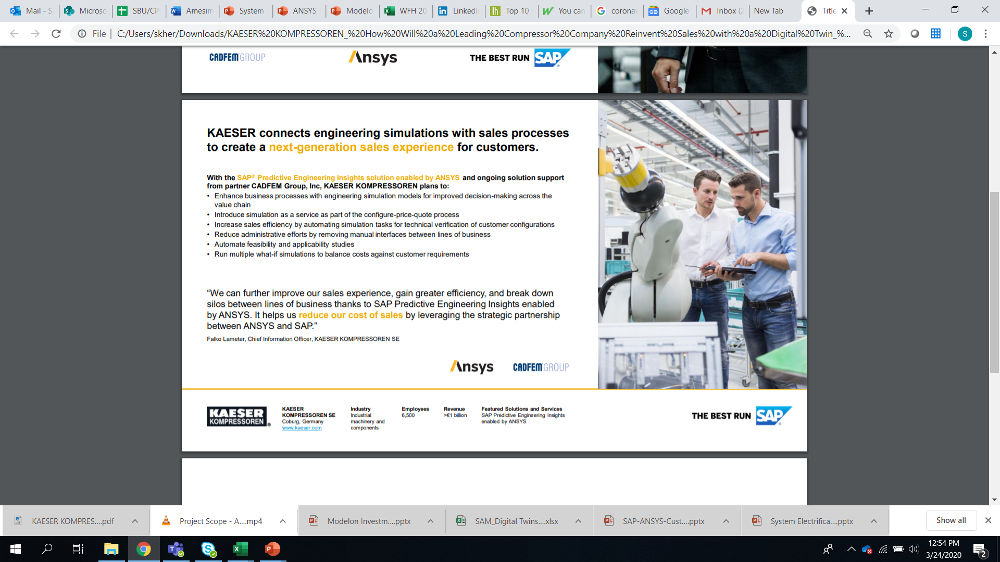 Mail - S
Microso
SBU/CP
Amesim
System
ANSYS
Modelo
WFH 20
LinkedIn
Top 10
You can
corona
Google
Inbox (2
New Tab
Title
File
C:/Users/skher/Downloads/KAESER%20KOMPRESSOREN_%20How%20Will%20a%20Leading%20Compressor%20Company%20Reinvent%20Sales%20with%20a%20Digital%20Twin_%...
S
CADFEM GROUP
Ansys
THE BEST RUN SAP
KAESER connects engineering simulations with sales processes
to create a next-generation sales experience for customers.
With the SAP® Predictive Engineering Insights solution enabled by ANSYS and ongoing solution support
from partner CADFEM Group, Inc, KAESER KOMPRESSOREN plans to:
• Enhance business processes with engineering simulation models for improved decision-making across the
value chain
• Introduce simulation as a service as part of the configure-price-quote process
• Increase sales efficiency by automating simulation tasks for technical verification of customer configurations
• Reduce administrative efforts by removing manual interfaces between lines of business
• Automate feasibility and applicability studies
• Run multiple what-if simulations to balance costs against customer requirements
“We can further improve our sales experience, gain greater efficiency, and break down
silos between lines of business thanks to SAP Predictive Engineering Insights enabled
by ANSYS. It helps us reduce our cost of sales by leveraging the strategic partnership
between ANSYS and SAP.”
Falko Lameter, Chief Information Officer, KAESER KOMPRESSOREN SE
Ansys
CADFEM GROUP
KAESER
KOMPRESSOREN®
KAESER
KOMPRESSOREN SE
Coburg, Germany
www.kaeser.com
Industry
Industrial
machinery and
components
Employees
6,500
Revenue
>€1 billion
Featured Solutions and Services
SAP Predictive Engineering Insights
enabled by ANSYS
THE BEST RUN SAP
KAESER KOMPRES....pdf
Project Scope - A....mp4
Modelon Investm....pptx
SAM_Digital Twins....xlsx
SAP-ANSYS-Cust....pptx
System Electrifica....pptx
Show all
12:54 PM
3/24/2020
2